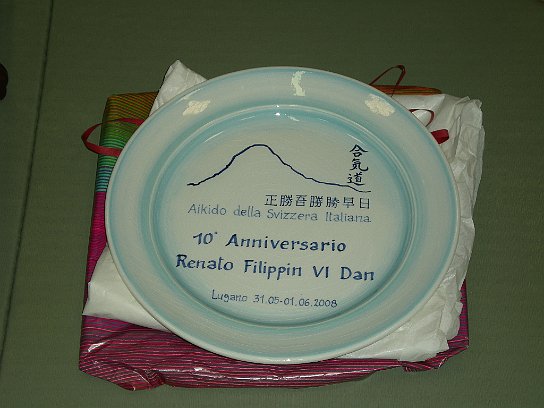 合気道
正勝吾勝勝早日
Aikido della Svizzera Italiana
10° Anniversario
Renato Filippin VI Dan
Lugano 31.05-01.06.2008